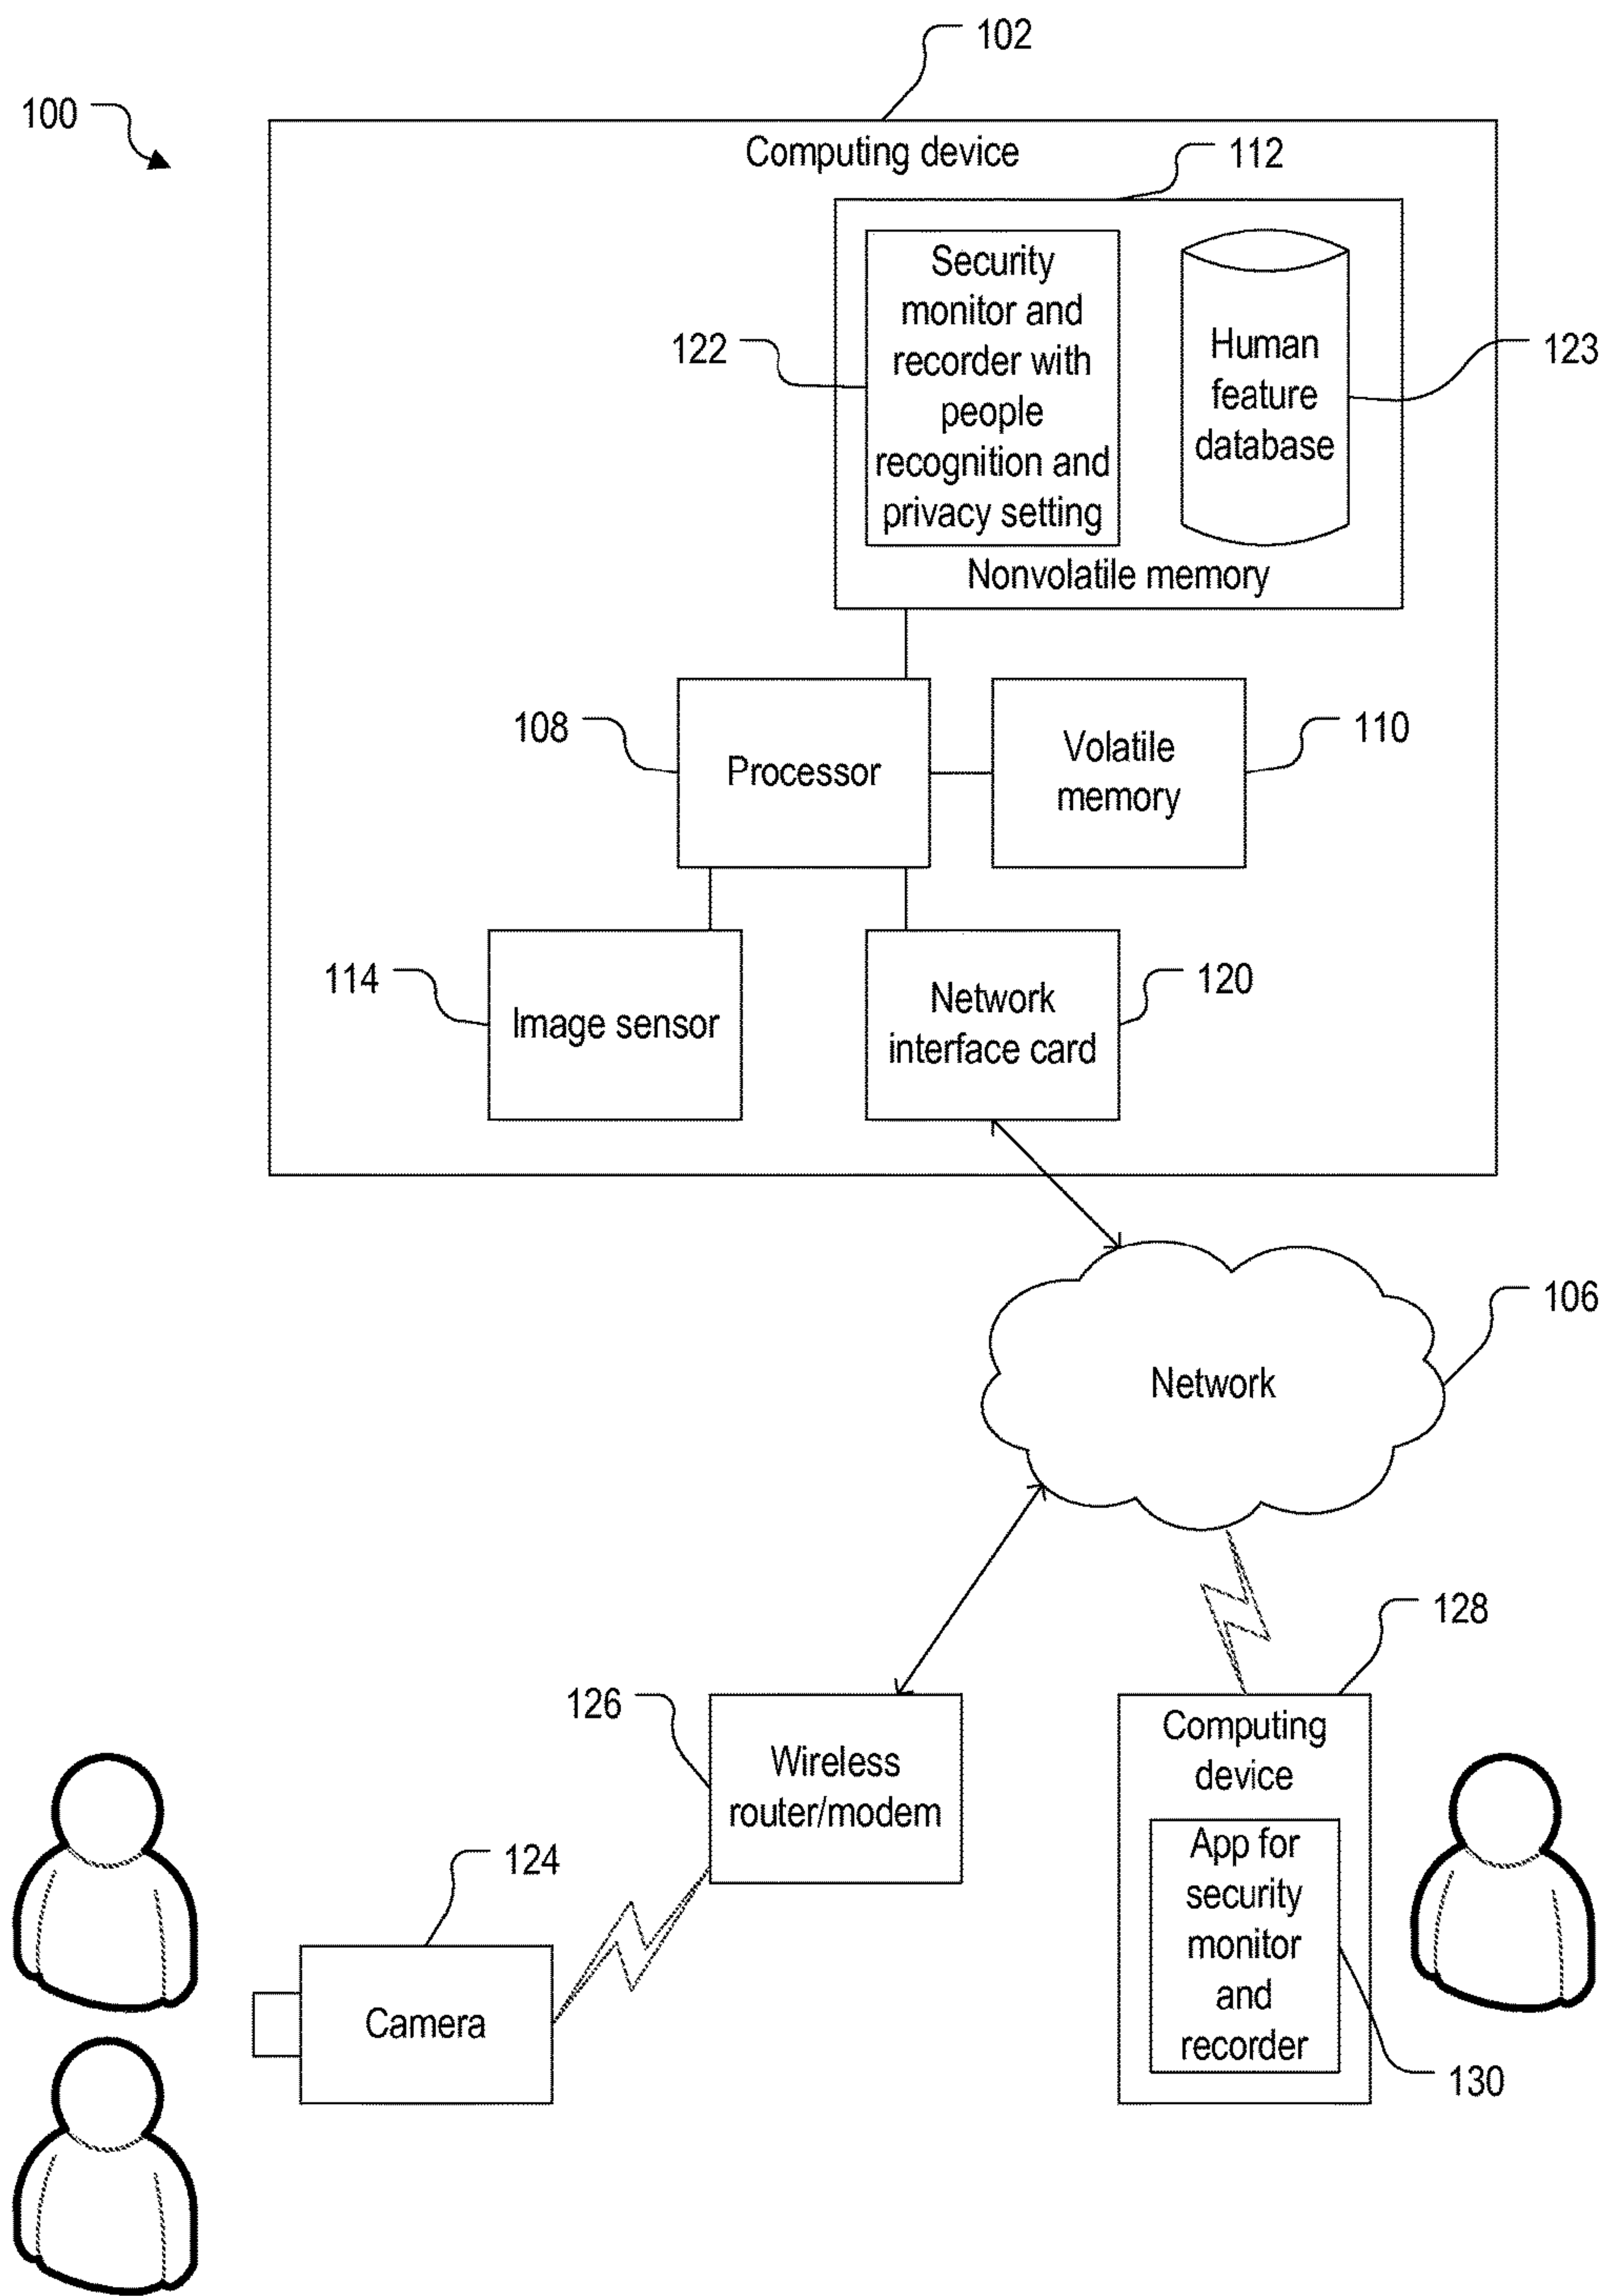 102
100
Computing device
112
Security
monitor and
recorder with
people
recognition and
privacy setting
122
Human
feature
database
123
Nonvolatile memory
108
Processor
Volatile
memory
110
114
Image sensor
Network
interface card
120
Network
106
128
126
Wireless
router/modem
Computing
device
124
Camera
App for
security
monitor
and
recorder
130